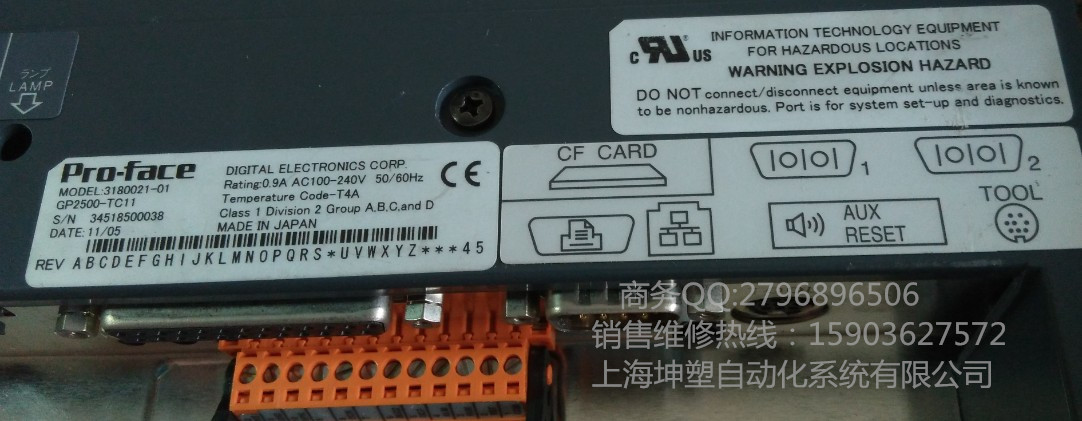 ランプ
LAMP
c RU US
INFORMATION TECHNOLOGY EQUIPMENT
FOR HAZARDOUS LOCATIONS
WARNING EXPLOSION HAZARD
DO NOT connect/disconnect equipment unless area is known
to be nonhazardous. Port is for system set-up and diagnostics.
Pro-face
MODEL:3180021-01
GP2500-TC11
S/N 34518500038
DATE: 11/05
DIGITAL ELECTRONICS CORP.
Rating:0.9A AC100-240V 50/60Hz
Temperature Code-T4A
Class 1 Division 2 Group A,B,C,and D
MADE IN JAPAN
CE
REV ABCDEFGHIJKLMNOPQRS*UVWXYZ***45
CF CARD
|O|O| 1
|O|O| 2
AUX
RESET
TOOL
商务QQ:2796896506
销售维修热线：15903627572
上海坤塑自动化系统有限公司